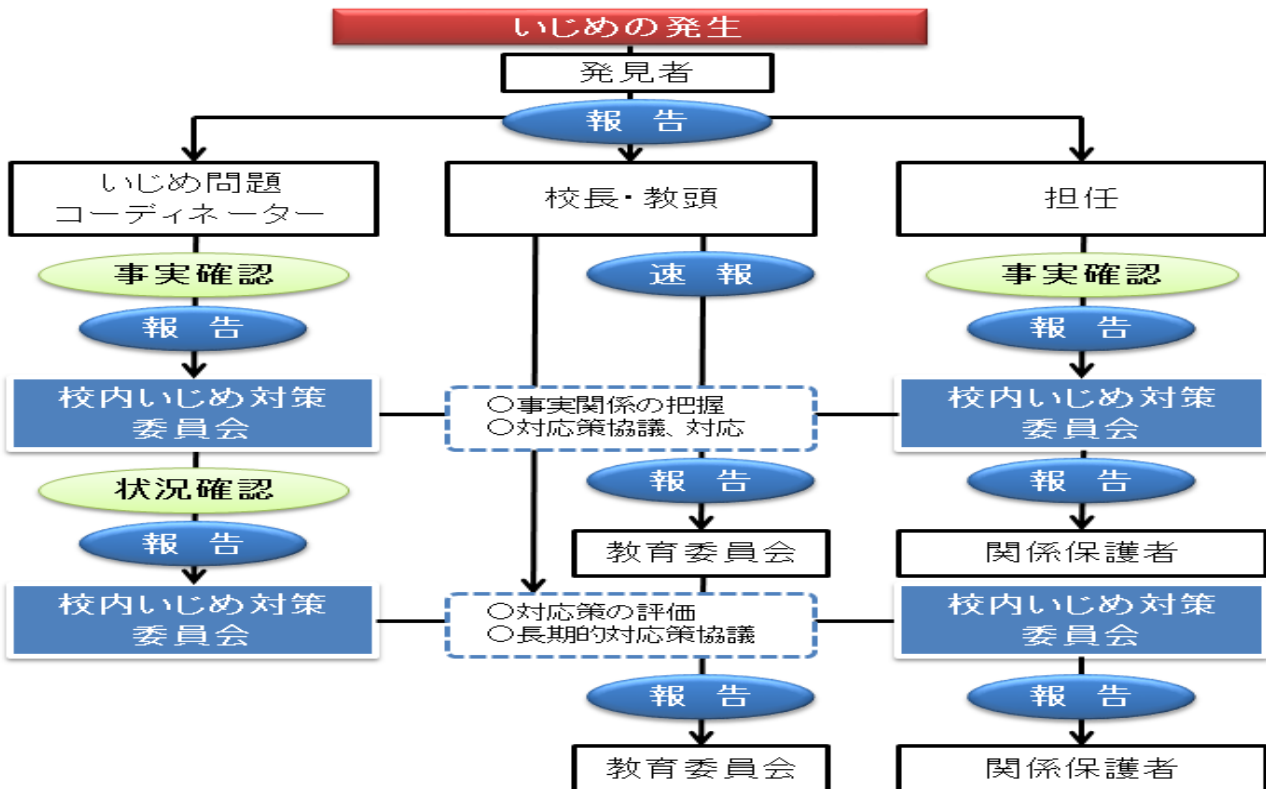 いじめの発生
発見者
報 告
いじめ問題
コーディネーター
校長・教頭
担任
事実確認
速 報
事実確認
報 告
報 告
校内いじめ対策
委員会
○事実関係の把握
○対応策協議、対応
校内いじめ対策
委員会
状況確認
報 告
報 告
報 告
教育委員会
関係保護者
校内いじめ対策
委員会
○対応策の評価
○長期的対応策協議
校内いじめ対策
委員会
報 告
報 告
教育委員会
関係保護者